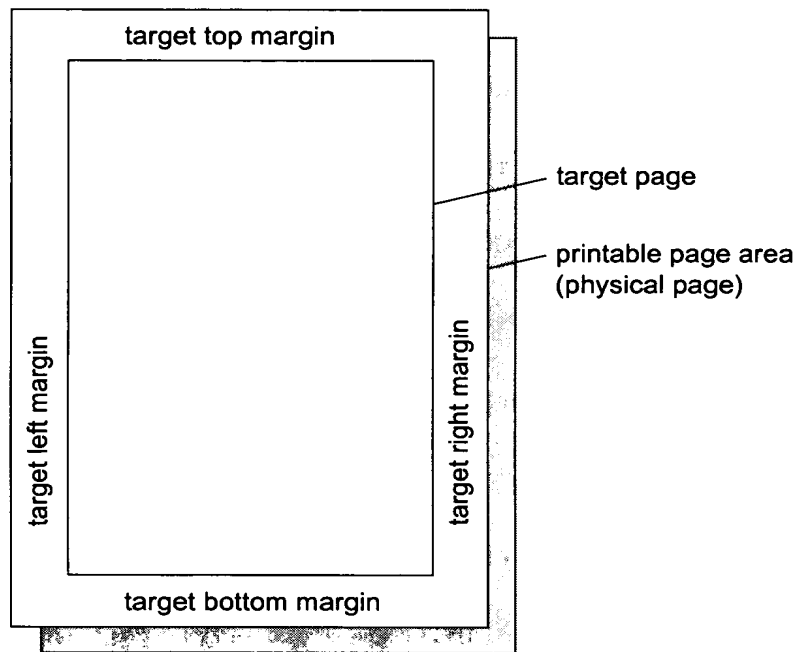 target top margin
target page
printable page area
(physical page)
target left margin
target right margin
target bottom margin